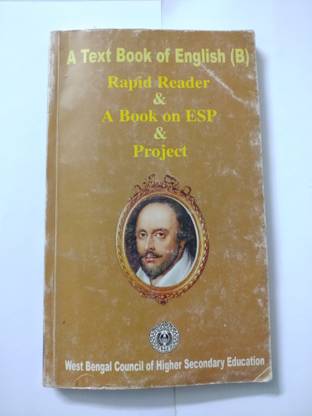 A Text Book of English (B)
Rapid Reader
&
A Book on ESP
&
Project
West Bengal Council of Higher Secondary Education